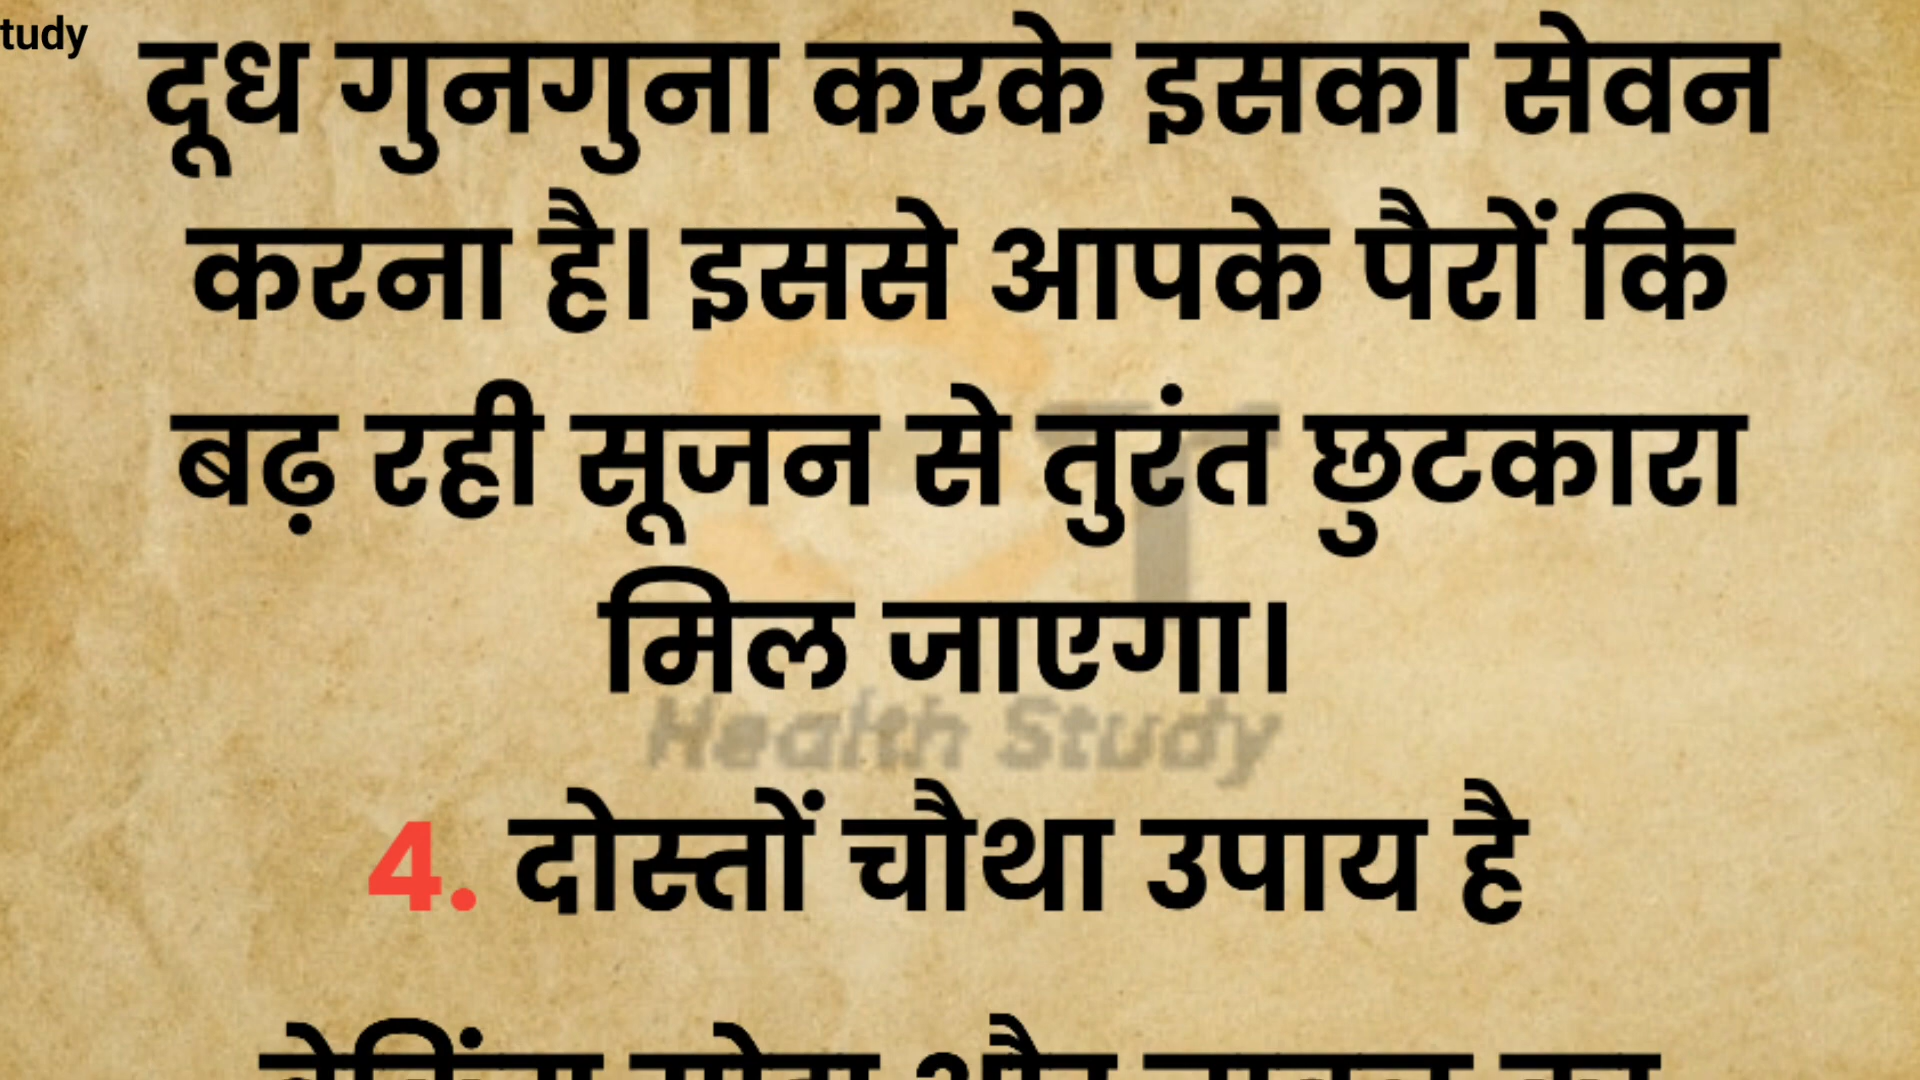 tudy
दूध गुनगुना करके इसका सेवन
करना है। इससे आपके पैरों कि
बढ़ रही सूजन से तुरंत छुटकारा
मिल जाएगा।
Health Study
4. दोस्तों चौथा उपाय है